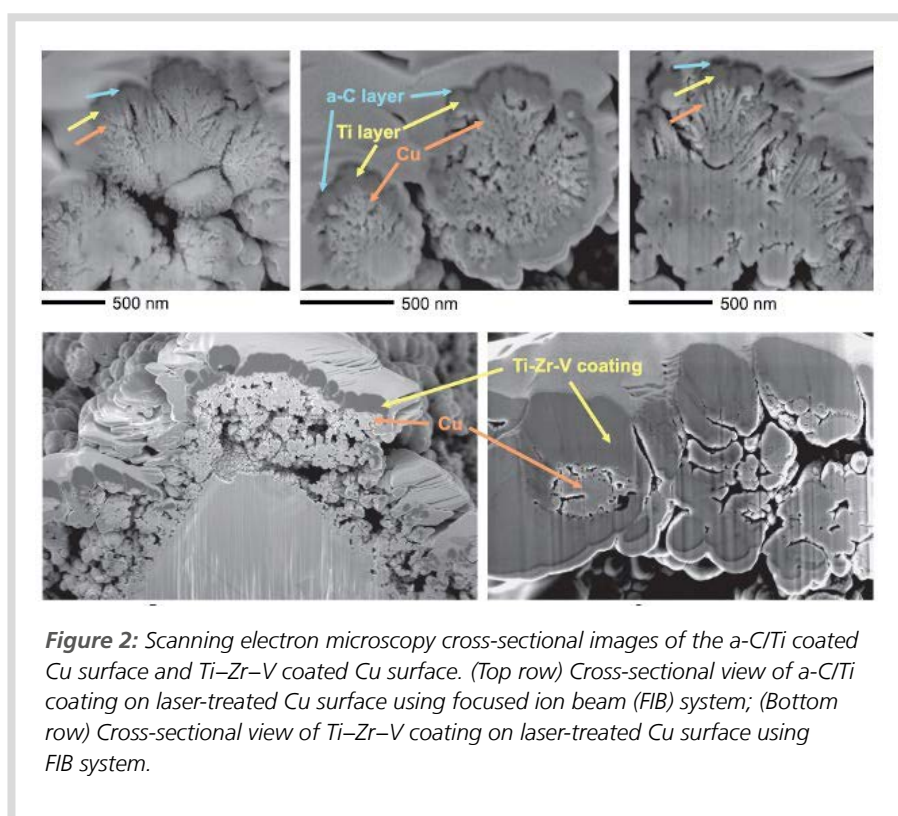 a-C layer
Ti layer
Cu
500 nm
500 nm
500 nm
Ti-Zr-V coating
Cu
Figure 2: Scanning electron microscopy cross-sectional images of the a-C/Ti coated
Cu surface and Ti–Zr–V coated Cu surface. (Top row) Cross-sectional view of a-C/Ti
coating on laser-treated Cu surface using focused ion beam (FIB) system; (Bottom
row) Cross-sectional view of Ti–Zr–V coating on laser-treated Cu surface using
FIB system.